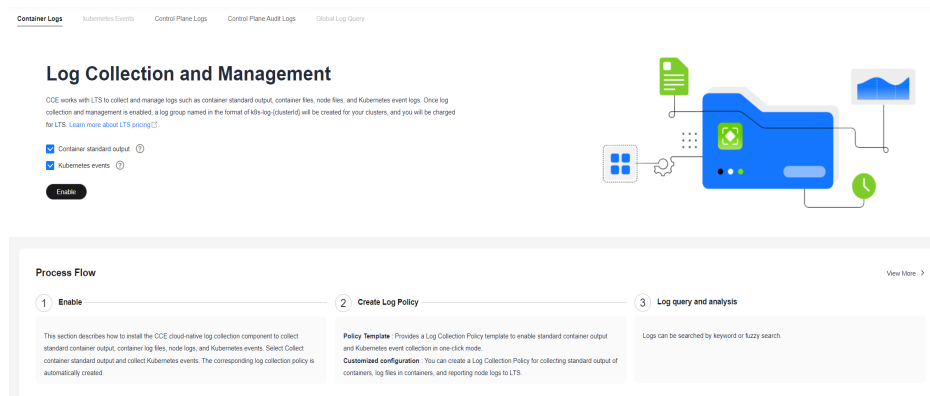 Container Logs Kubernetes Events Control Plane Logs Control Plane Audit Logs Global Log Query
Log Collection and Management
CCE works with LTS to collect and manage logs such as container standard output, container files, node files, and Kubernetes event logs. Once log
collection and management is enabled, a log group named in the format of k8s-log-{clusterId} will be created for your clusters, and you will be charged
for LTS. Learn more about LTS pricing.
Container standard output ?
Kubernetes events ?
Enable
Process Flow
View More >
1 Enable
2 Create Log Policy
3 Log query and analysis
This section describes how to install the CCE cloud-native log collection component to collect
standard container output, container log files, node logs, and Kubernetes events. Select Collect
container standard output and collect Kubernetes events. The corresponding log collection policy is
automatically created.
Policy Template : Provides a Log Collection Policy template to enable standard container output
and Kubernetes event collection in one-click mode.
Customized configuration : You can create a Log Collection Policy for collecting standard output of
containers, log files in containers, and reporting node logs to LTS.
Logs can be searched by keyword or fuzzy search.